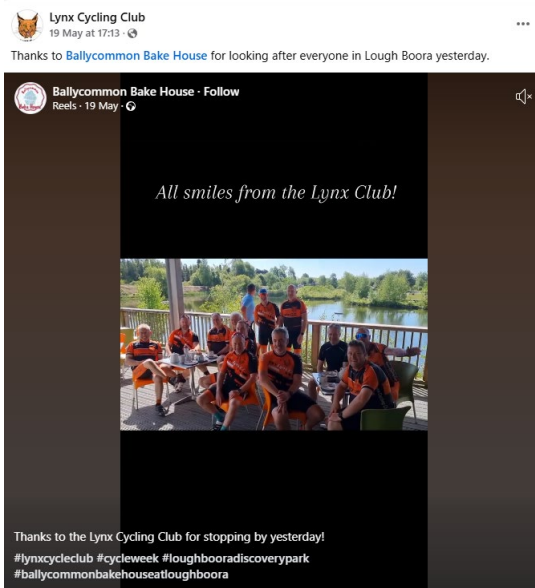 Lynx Cycling Club
19 May at 17:13 ·
Thanks to Ballycommon Bake House for looking after everyone in Lough Boora yesterday.
Ballycommon Bake House · Follow
Reels · 19 May ·
All smiles from the Lynx Club!
Thanks to the Lynx Cycling Club for stopping by yesterday!
#lynxcycleclub #cycleweek #loughbooradiscoverypark
#ballycommonbakehouseatloughboora